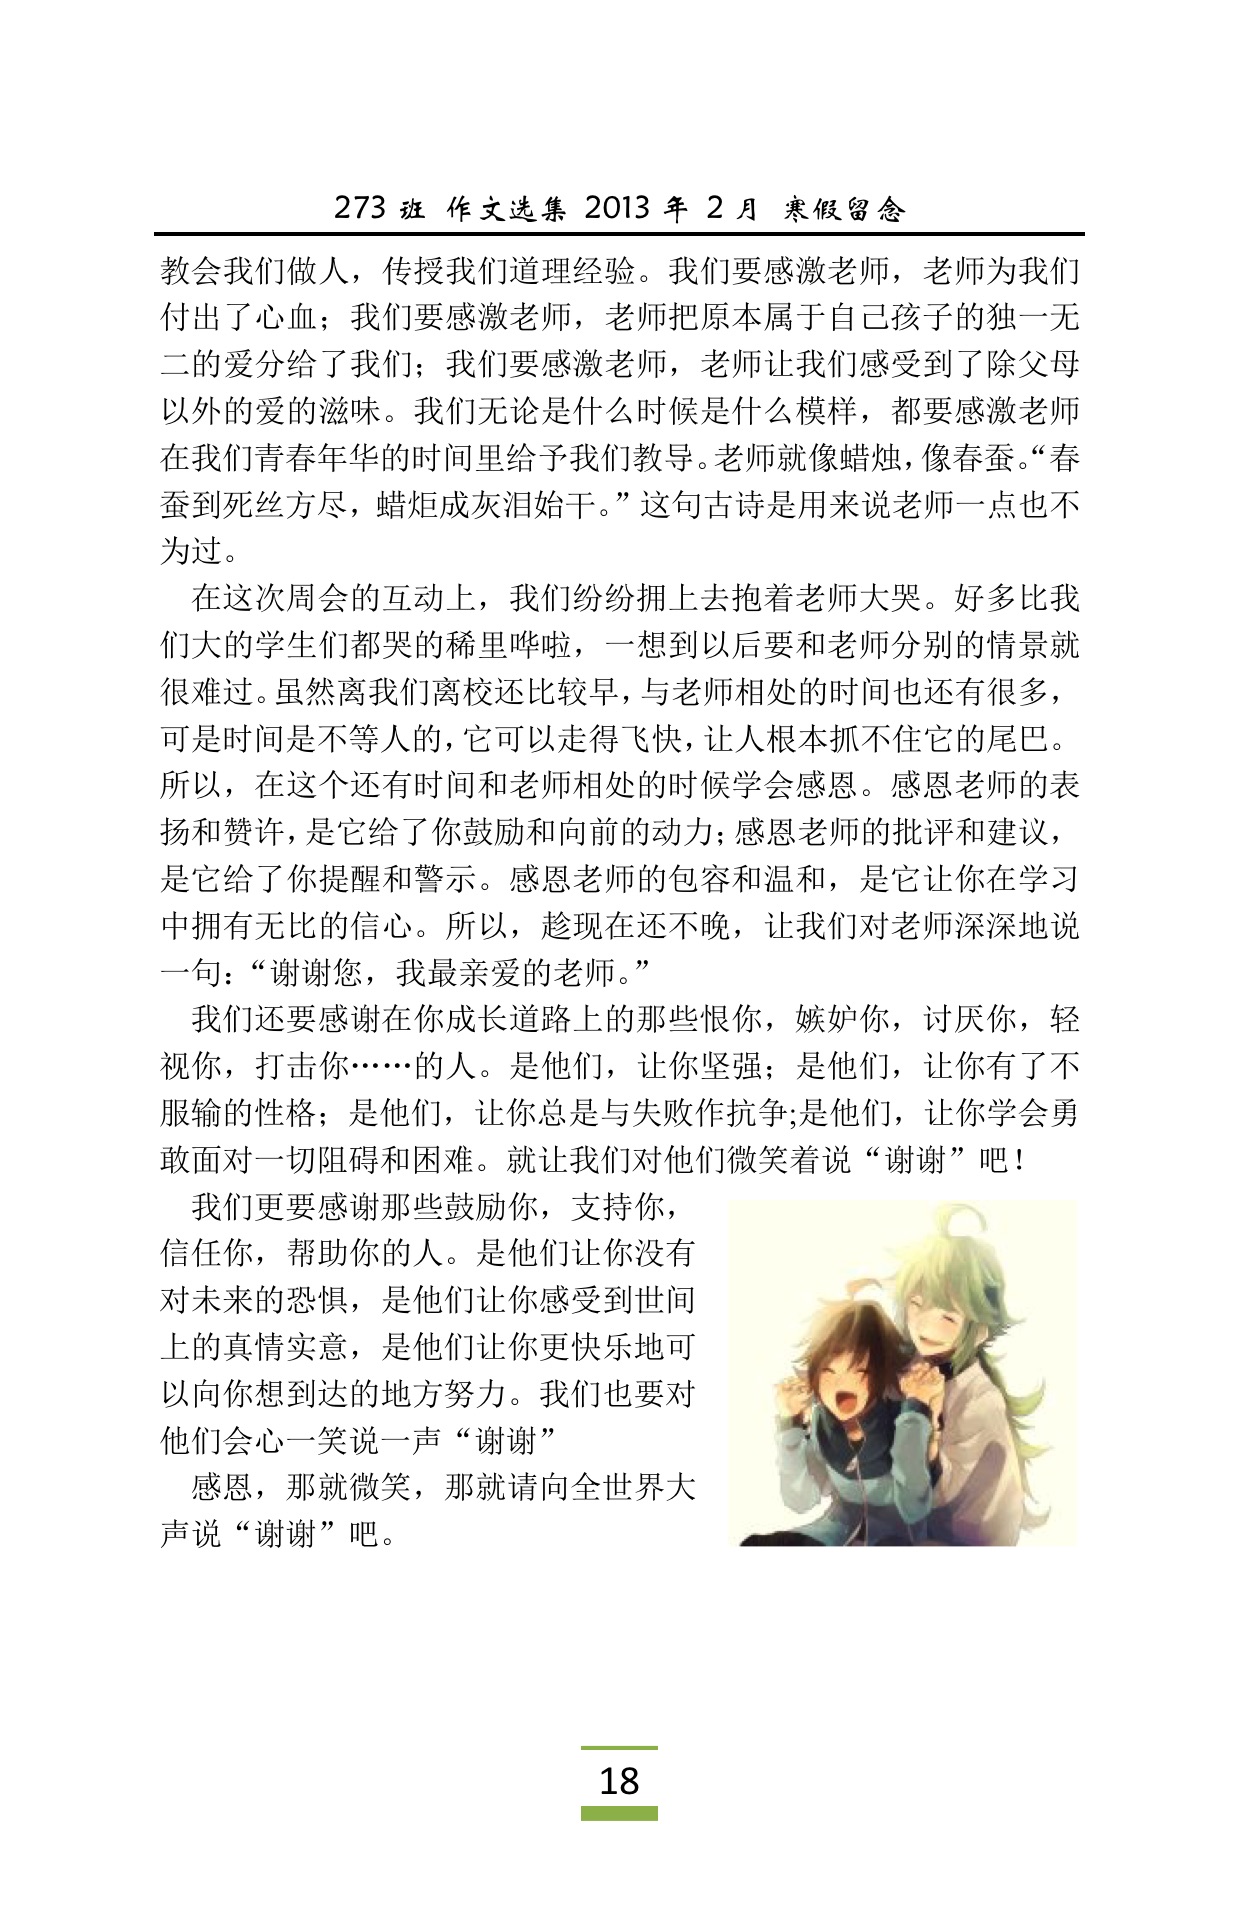 273 班 作文选集 2013 年 2 月 寒假留念
教会我们做人，传授我们道理经验。我们要感激老师，老师为我们
付出了心血；我们要感激老师，老师把原本属于自己孩子的独一无
二的爱分给了我们；我们要感激老师，老师让我们感受到了除父母
以外的爱的滋味。我们无论是什么时候是什么模样，都要感激老师
在我们青春年华的时间里给予我们教导。老师就像蜡烛，像春蚕。“春
蚕到死丝方尽，蜡炬成灰泪始干。”这句古诗是用来说老师一点也不
为过。
在这次周会的互动上，我们纷纷拥上去抱着老师大哭。好多比我
们大的学生们都哭的稀里哗啦，一想到以后要和老师分别的情景就
很难过。虽然离我们离校还比较早，与老师相处的时间也还有很多，
可是时间是不等人的，它可以走得飞快，让人根本抓不住它的尾巴。
所以，在这个还有时间和老师相处的时候学会感恩。感恩老师的表
扬和赞许，是它给了你鼓励和向前的动力；感恩老师的批评和建议，
是它给了你提醒和警示。感恩老师的包容和温和，是它让你在学习
中拥有无比的信心。所以，趁现在还不晚，让我们对老师深深地说
一句：“谢谢您，我最亲爱的老师。”
我们还要感谢在你成长道路上的那些恨你，嫉妒你，讨厌你，轻
视你，打击你……的人。是他们，让你坚强；是他们，让你有了不
服输的性格；是他们，让你总是与失败作抗争;是他们，让你学会勇
敢面对一切阻碍和困难。就让我们对他们微笑着说“谢谢”吧！
我们更要感谢那些鼓励你，支持你，
信任你，帮助你的人。是他们让你没有
对未来的恐惧，是他们让你感受到世间
上的真情实意，是他们让你更快乐地可
以向你想到达的地方努力。我们也要对
他们会心一笑说一声“谢谢”
感恩，那就微笑，那就请向全世界大
声说“谢谢”吧。
18